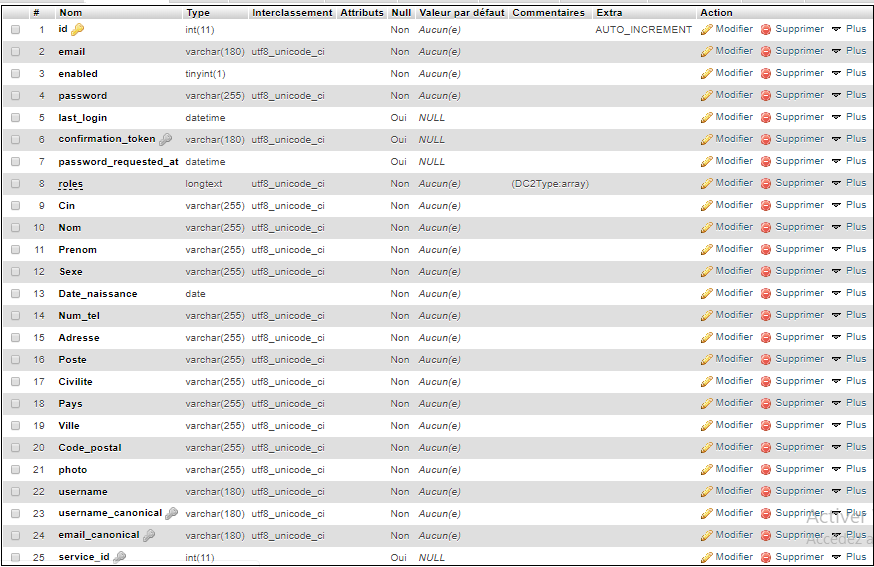 # Nom Type Interclassement Attributs Null Valeur par défaut Commentaires Extra Action
1 id int(11) Non Aucun(e) AUTO_INCREMENT Modifier Supprimer Plus
2 email varchar(180) utf8_unicode_ci Non Aucun(e) Modifier Supprimer Plus
3 enabled tinyint(1) Non Aucun(e) Modifier Supprimer Plus
4 password varchar(255) utf8_unicode_ci Non Aucun(e) Modifier Supprimer Plus
5 last_login datetime Oui NULL Modifier Supprimer Plus
6 confirmation_token varchar(180) utf8_unicode_ci Oui NULL Modifier Supprimer Plus
7 password_requested_at datetime Oui NULL Modifier Supprimer Plus
8 roles longtext utf8_unicode_ci Non Aucun(e) (DC2Type:array) Modifier Supprimer Plus
9 Cin varchar(255) utf8_unicode_ci Non Aucun(e) Modifier Supprimer Plus
10 Nom varchar(255) utf8_unicode_ci Non Aucun(e) Modifier Supprimer Plus
11 Prenom varchar(255) utf8_unicode_ci Non Aucun(e) Modifier Supprimer Plus
12 Sexe varchar(255) utf8_unicode_ci Non Aucun(e) Modifier Supprimer Plus
13 Date_naissance date Non Aucun(e) Modifier Supprimer Plus
14 Num_tel varchar(255) utf8_unicode_ci Non Aucun(e) Modifier Supprimer Plus
15 Adresse varchar(255) utf8_unicode_ci Non Aucun(e) Modifier Supprimer Plus
16 Poste varchar(255) utf8_unicode_ci Non Aucun(e) Modifier Supprimer Plus
17 Civilite varchar(255) utf8_unicode_ci Non Aucun(e) Modifier Supprimer Plus
18 Pays varchar(255) utf8_unicode_ci Non Aucun(e) Modifier Supprimer Plus
19 Ville varchar(255) utf8_unicode_ci Non Aucun(e) Modifier Supprimer Plus
20 Code_postal varchar(255) utf8_unicode_ci Non Aucun(e) Modifier Supprimer Plus
21 photo varchar(255) utf8_unicode_ci Non Aucun(e) Modifier Supprimer Plus
22 username varchar(180) utf8_unicode_ci Non Aucun(e) Modifier Supprimer Plus
23 username_canonical varchar(180) utf8_unicode_ci Non Aucun(e) Modifier Supprimer Plus
Activer
24 email_canonical varchar(180) utf8_unicode_ci Non Aucun(e) Modifier Supprimer Plus
Accédez a
25 service_id int(11) Oui NULL Modifier Supprimer Plus